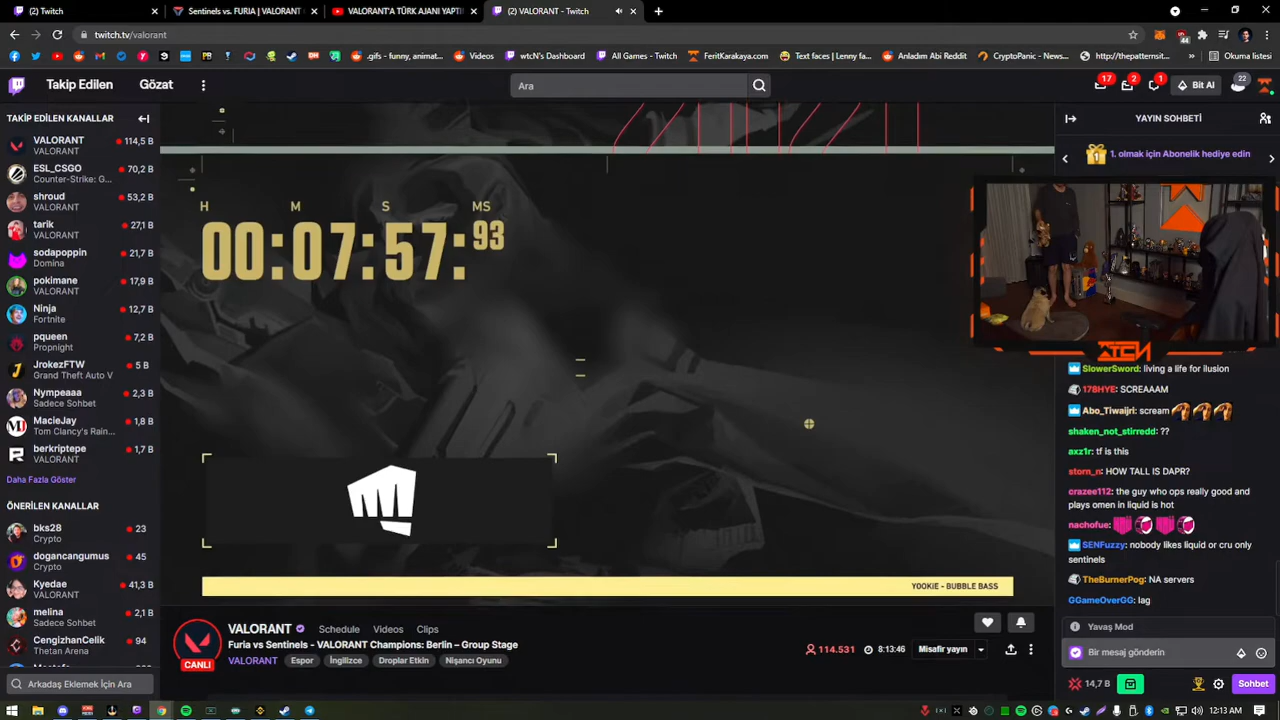 (2) Twitch
Sentinels vs. FURIA | VALORANT
VALORANT'A TÜRK AJANI YAPTI
(2) VALORANT - Twitch
twitch.tv/valorant
.gifs - funny, animat...
Videos
wtcN's Dashboard
All Games - Twitch
FeritKarakaya.com
Text faces | Lenny fa...
Anladım Abi Reddit
CryptoPanic - News...
http://thepatternsit...
Okuma listesi
Takip Edilen
Gözat
Ara
17
2
1
Bit Al
22
TAKİP EDİLEN KANALLAR
VALORANT
114,5 B
VALORANT
ESL_CSGO
70,2 B
Counter-Strike: G...
shroud
53,2 B
VALORANT
tarik
27,1 B
VALORANT
sodapoppin
21,7 B
Domina
pokimane
17,9 B
VALORANT
Ninja
12,7 B
Fortnite
pqueen
7,2 B
Propnight
JrokezFTW
5 B
Grand Theft Auto V
Nympeaaa
2,3 B
Sadece Sohbet
MacieJay
1,8 B
Tom Clancy's Rain...
berkriptepe
1,7 B
VALORANT
Daha Fazla Göster
ÖNERİLEN KANALLAR
bks28
23
Crypto
dogancangumus
45
Crypto
Kyedae
41,3 B
VALORANT
melina
2,1 B
Sadece Sohbet
CengizhanCelik
94
Thetan Arena
Arkadaş Eklemek İçin Ara
H M S MS
00:07:57:93
YOOKiE - BUBBLE BASS
VALORANT
Schedule
Videos
Clips
Furia vs Sentinels - VALORANT Champions: Berlin – Group Stage
VALORANT
Espor
İngilizce
Droplar Etkin
Nişancı Oyunu
CANLI
114.531
8:13:46
Misafir yayın
YAYIN SOHBETİ
1. olmak için Abonelik hediye edin
WTCN
SlowerSword: living a life for ilusion
178HYE: SCREAAAM
Abo_Tiwaijri: scream
shaken_not_stirredd: ??
axz1r: tf is this
storm_n: HOW TALL IS DAPR?
crazee112: the guy who ops really good and
plays omen in liquid is hot
nachofue:
SENFuzzy: nobody likes liquid or cru only
sentinels
TheBurnerPog: NA servers
GGameOverGG: lag
Yavaş Mod
Bir mesaj gönderin
14,7 B
Sohbet
12:13 AM